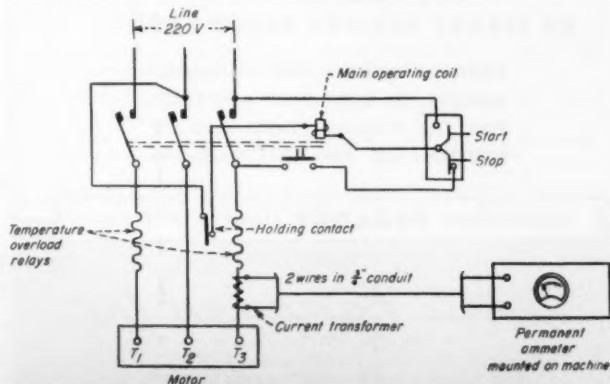 Line
220 V
Main operating coil
Start
Stop
Temperature
overload
relays
Holding contact
2 wires in 3/4" conduit
Current transformer
T1 T2 T3
Motor
Permanent
ammeter
mounted on machine